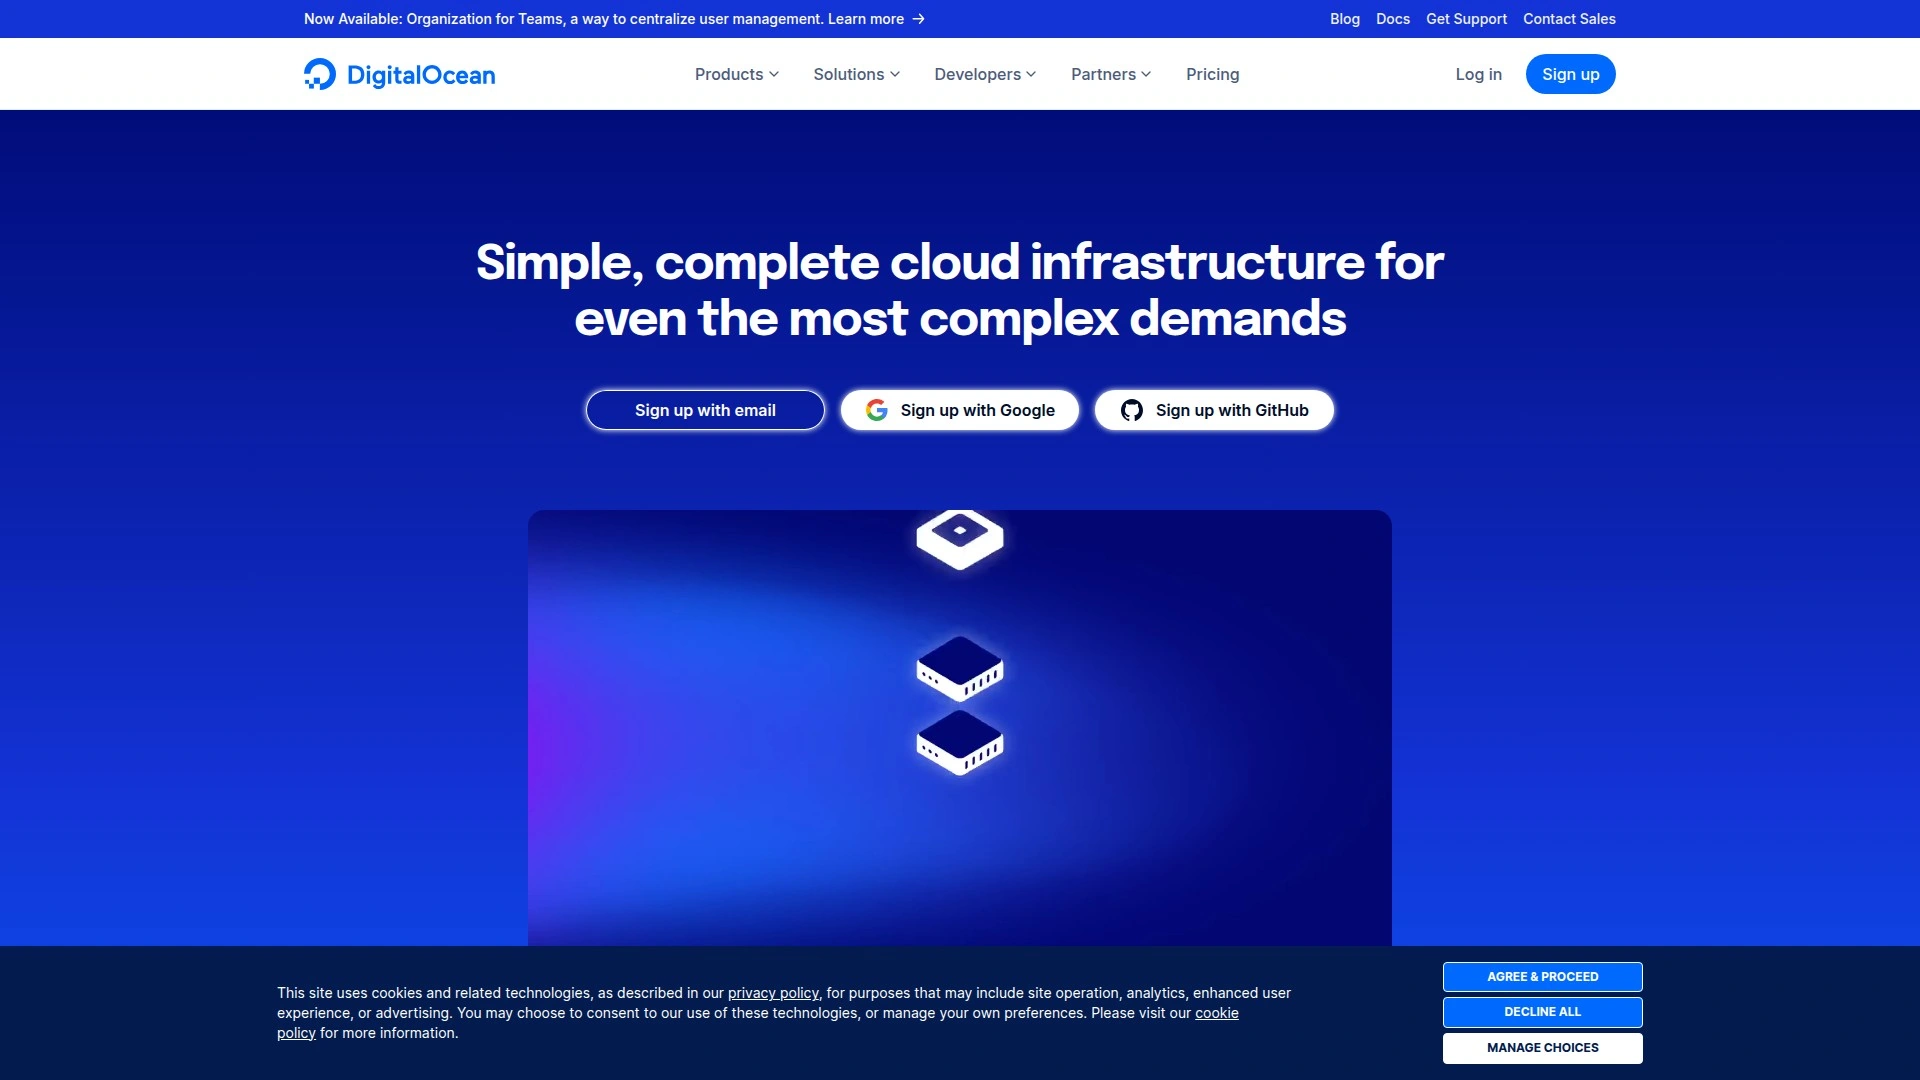 Now Available: Organization for Teams, a way to centralize user management. Learn more →
Blog Docs Get Support Contact Sales
DigitalOcean
Products Solutions Developers Partners Pricing
Log in Sign up
Simple, complete cloud infrastructure for
even the most complex demands
Sign up with email
Sign up with Google
Sign up with GitHub
This site uses cookies and related technologies, as described in our privacy policy, for purposes that may include site operation, analytics, enhanced user
experience, or advertising. You may choose to consent to our use of these technologies, or manage your own preferences. Please visit our cookie
policy for more information.
AGREE & PROCEED
DECLINE ALL
MANAGE CHOICES